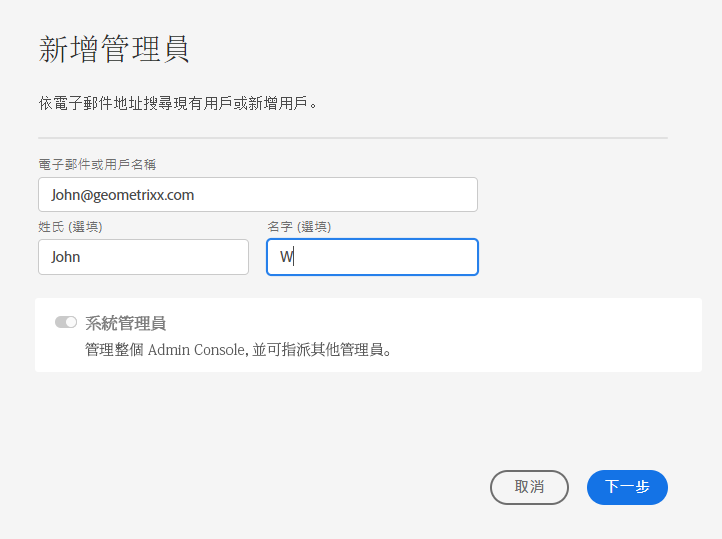 新增管理員
依電子郵件地址搜尋現有用戶或新增用戶。
電子郵件或用戶名稱
John@geometrixx.com
姓氏 (選填) 名字 (選填)
John W
系統管理員
管理整個 Admin Console, 並可指派其他管理員。
取消 下一步